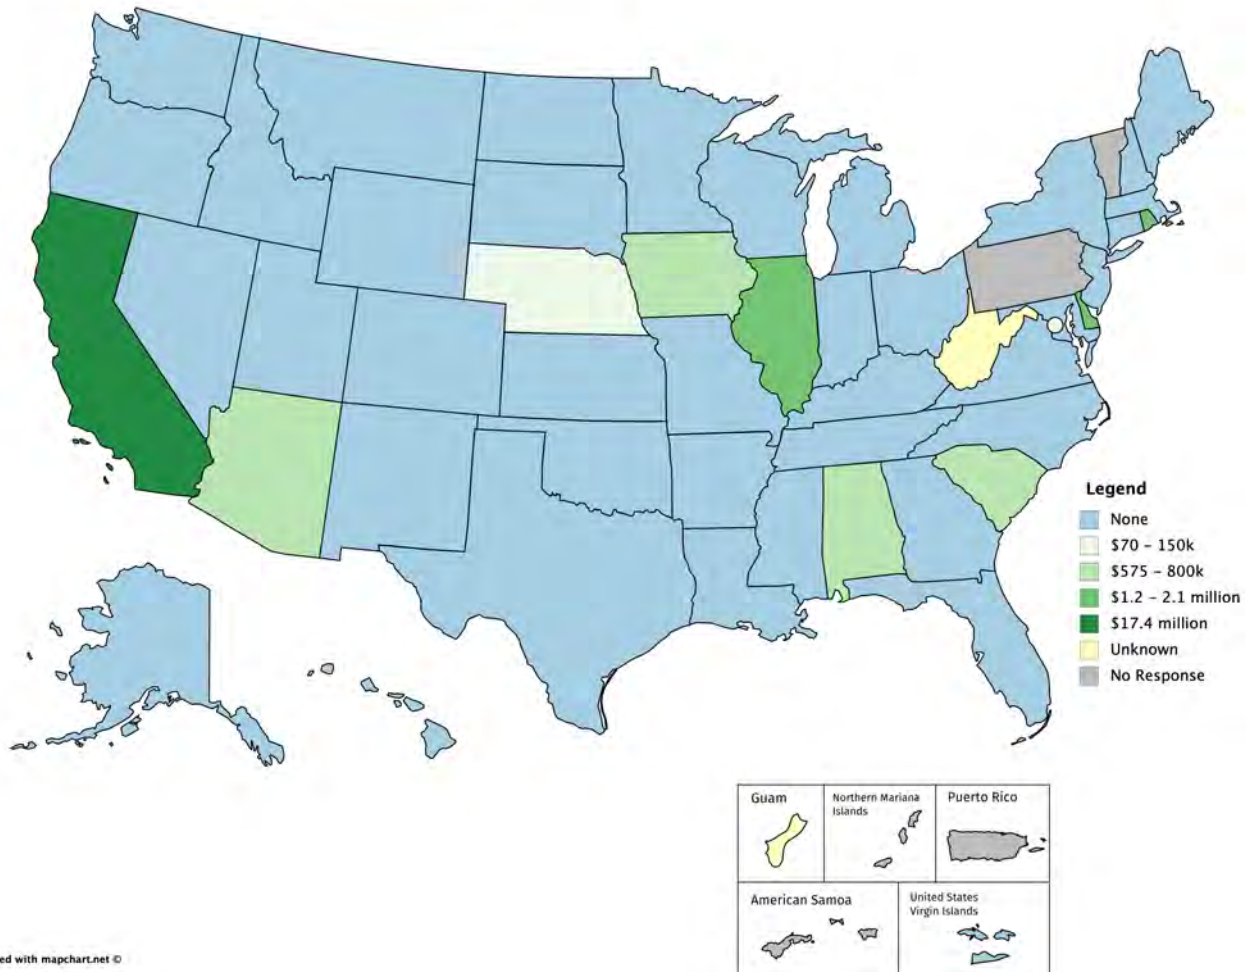 Legend
None
$70 – 150k
$575 – 800k
$1.2 – 2.1 million
$17.4 million
Unknown
No Response
Guam
Northern Mariana
Islands
Puerto Rico
American Samoa
United States
Virgin Islands
ed with mapchart.net ©